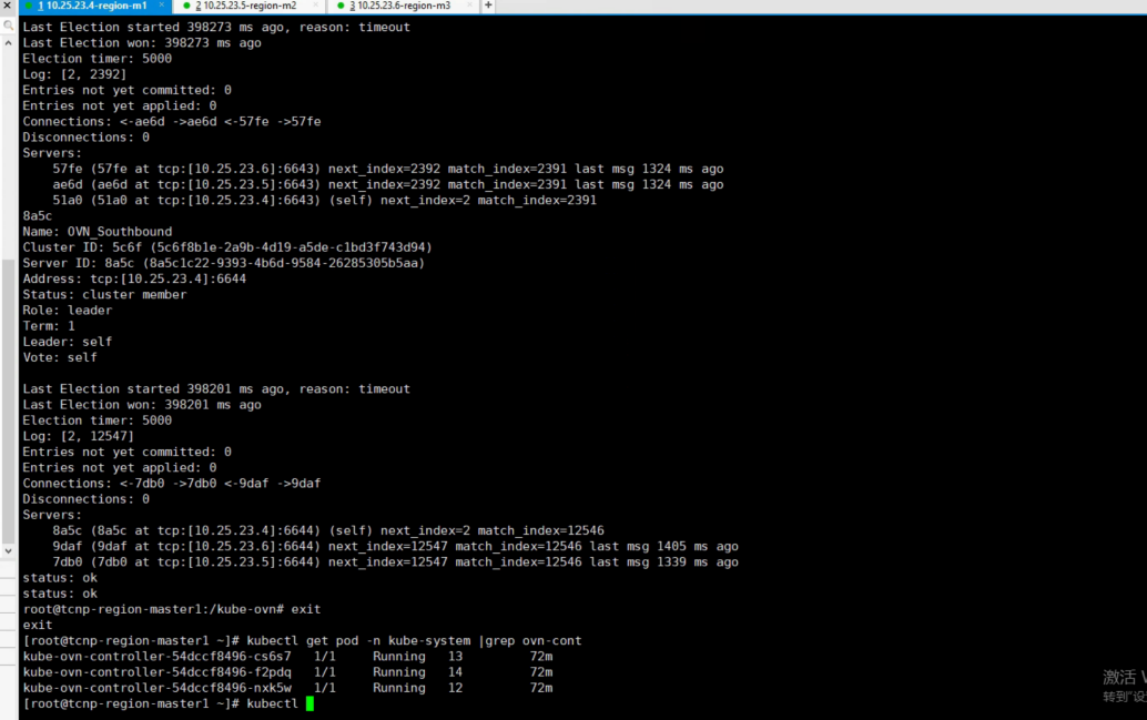 1 10.25.23.4-region-m1
2 10.25.23.5-region-m2
3 10.25.23.6-region-m3
Last Election started 398273 ms ago, reason: timeout
Last Election won: 398273 ms ago
Election timer: 5000
Log: [2, 2392]
Entries not yet committed: 0
Entries not yet applied: 0
Connections: <-ae6d ->ae6d <-57fe ->57fe
Disconnections: 0
Servers:
57fe (57fe at tcp:[10.25.23.6]:6643) next_index=2392 match_index=2391 last msg 1324 ms ago
ae6d (ae6d at tcp:[10.25.23.5]:6643) next_index=2392 match_index=2391 last msg 1324 ms ago
51a0 (51a0 at tcp:[10.25.23.4]:6643) (self) next_index=2 match_index=2391
8a5c
Name: OVN_Southbound
Cluster ID: 5c6f (5c6f8b1e-2a9b-4d19-a5de-c1bd3f743d94)
Server ID: 8a5c (8a5c1c22-9393-4b6d-9584-26285305b5aa)
Address: tcp:[10.25.23.4]:6644
Status: cluster member
Role: leader
Term: 1
Leader: self
Vote: self
Last Election started 398201 ms ago, reason: timeout
Last Election won: 398201 ms ago
Election timer: 5000
Log: [2, 12547]
Entries not yet committed: 0
Entries not yet applied: 0
Connections: <-7db0 ->7db0 <-9daf ->9daf
Disconnections: 0
Servers:
8a5c (8a5c at tcp:[10.25.23.4]:6644) (self) next_index=2 match_index=12546
9daf (9daf at tcp:[10.25.23.6]:6644) next_index=12547 match_index=12546 last msg 1405 ms ago
7db0 (7db0 at tcp:[10.25.23.5]:6644) next_index=12547 match_index=12546 last msg 1339 ms ago
status: ok
status: ok
root@tcnp-region-master1:/kube-ovn# exit
exit
[root@tcnp-region-master1 ~]# kubectl get pod -n kube-system |grep ovn-cont
kube-ovn-controller-54dccf8496-cs6s7 1/1 Running 13 72m
kube-ovn-controller-54dccf8496-f2pdq 1/1 Running 14 72m
kube-ovn-controller-54dccf8496-nxk5w 1/1 Running 12 72m
[root@tcnp-region-master1 ~]# kubectl
激活
转到"设